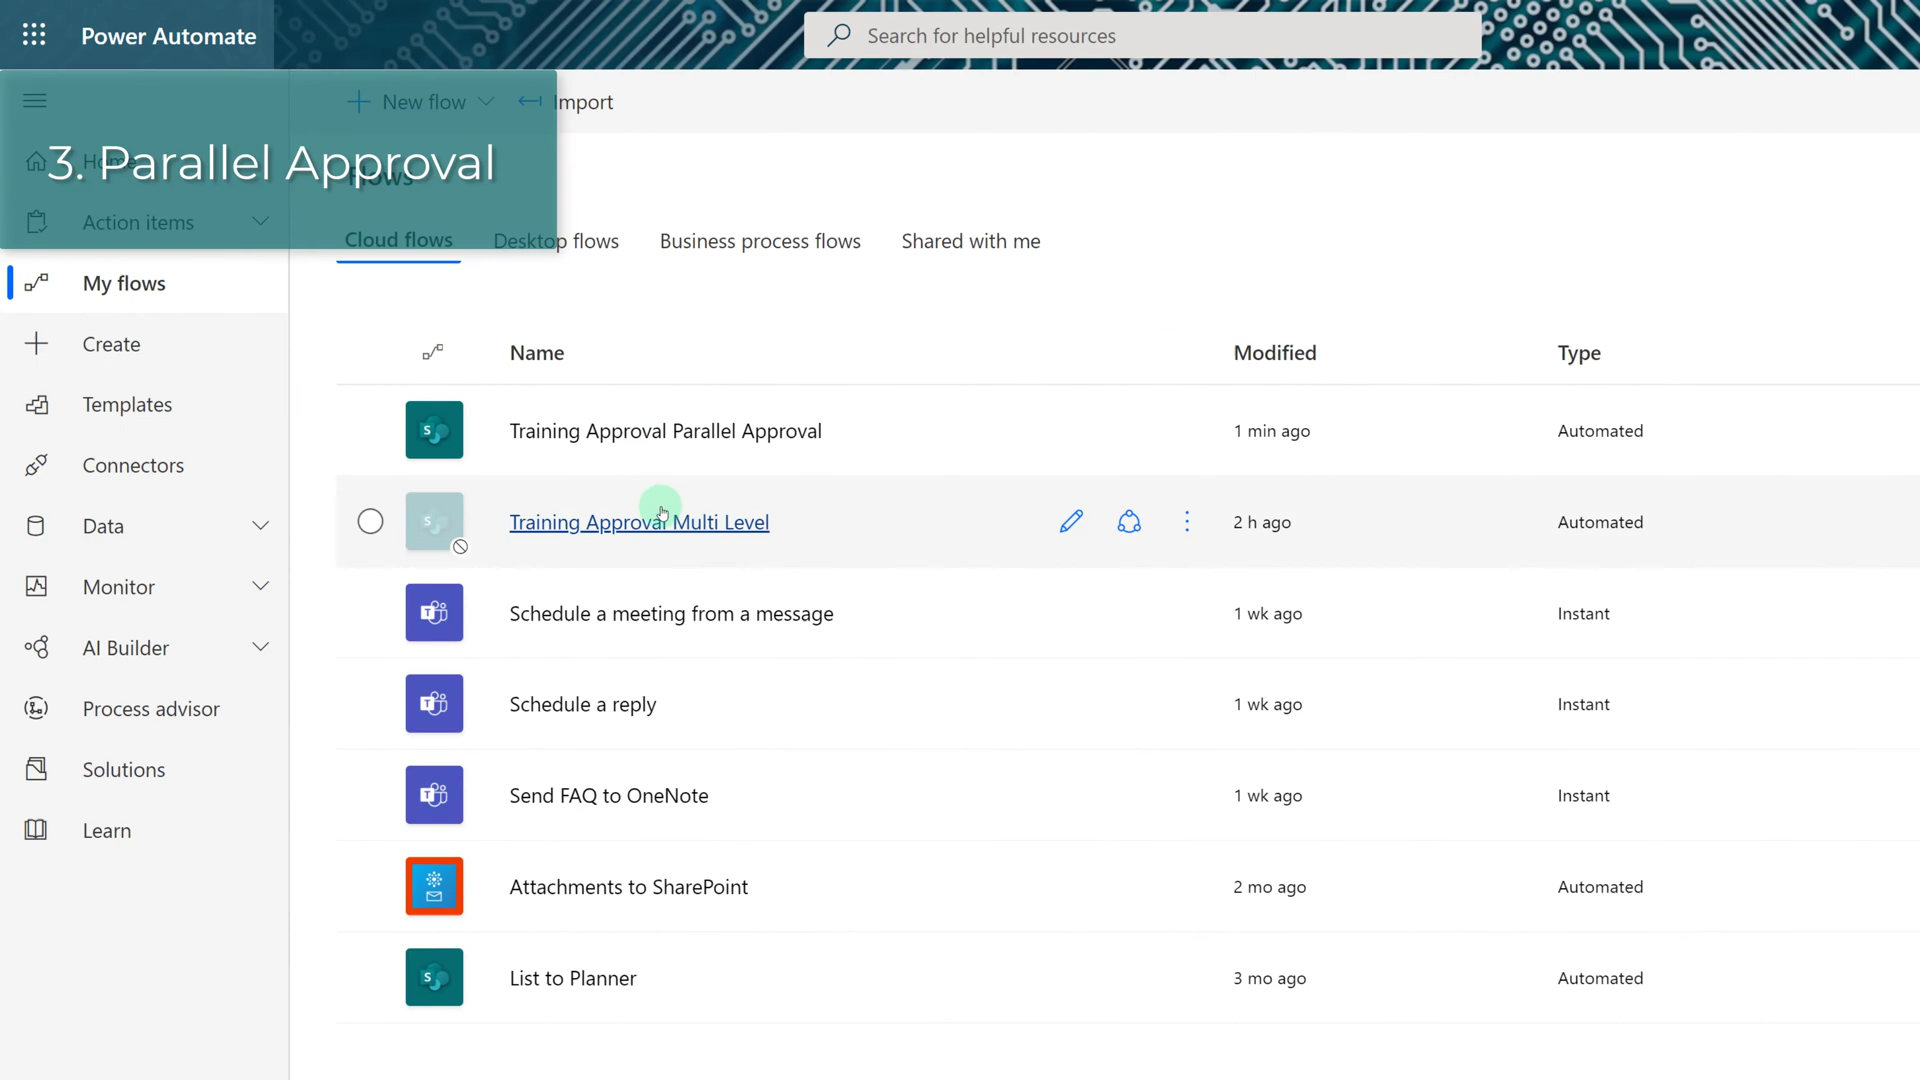 Power Automate
Search for helpful resources
New flow
Import
3. Parallel Approval
Home
Flows
Action items
Cloud flows
Desktop flows
Business process flows
Shared with me
My flows
Create
Templates
Connectors
Data
Monitor
AI Builder
Process advisor
Solutions
Learn
Name Modified Type
Training Approval Parallel Approval 1 min ago Automated
Training Approval Multi Level 2 h ago Automated
Schedule a meeting from a message 1 wk ago Instant
Schedule a reply 1 wk ago Instant
Send FAQ to OneNote 1 wk ago Instant
Attachments to SharePoint 2 mo ago Automated
List to Planner 3 mo ago Automated